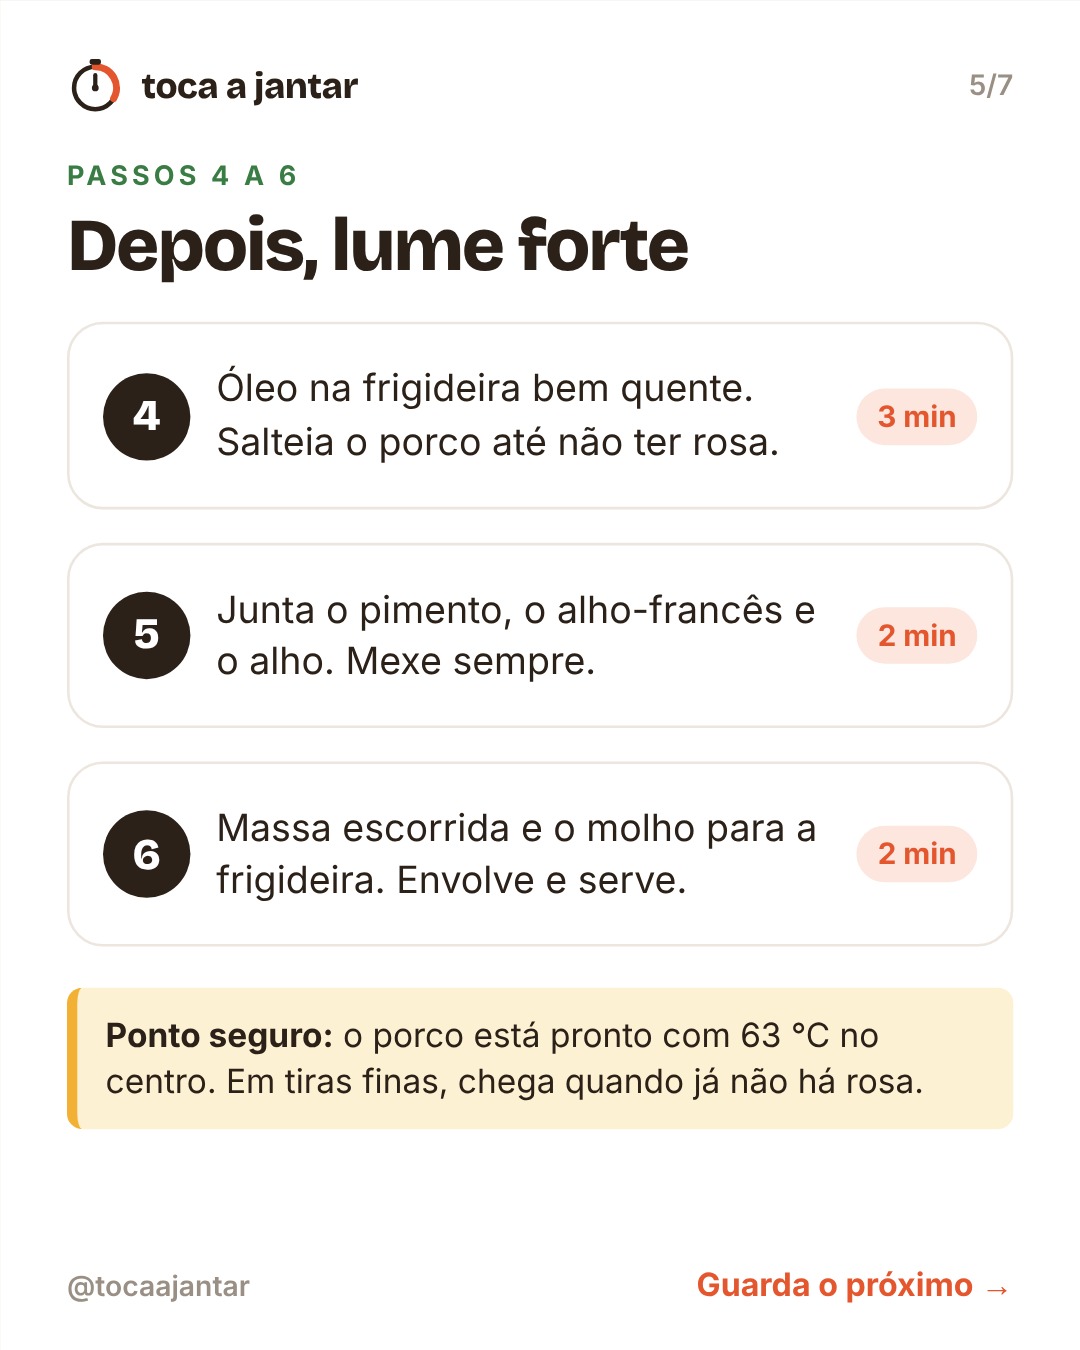 toca a jantar
5/7
PASSOS 4 A 6
Depois, lume forte
4
Óleo na frigideira bem quente.
Salteia o porco até não ter rosa.
3 min
5
Junta o pimento, o alho-francês e
o alho. Mexe sempre.
2 min
6
Massa escorrida e o molho para a
frigideira. Envolve e serve.
2 min
Ponto seguro: o porco está pronto com 63 °C no
centro. Em tiras finas, chega quando já não há rosa.
@tocaajantar
Guarda o próximo →